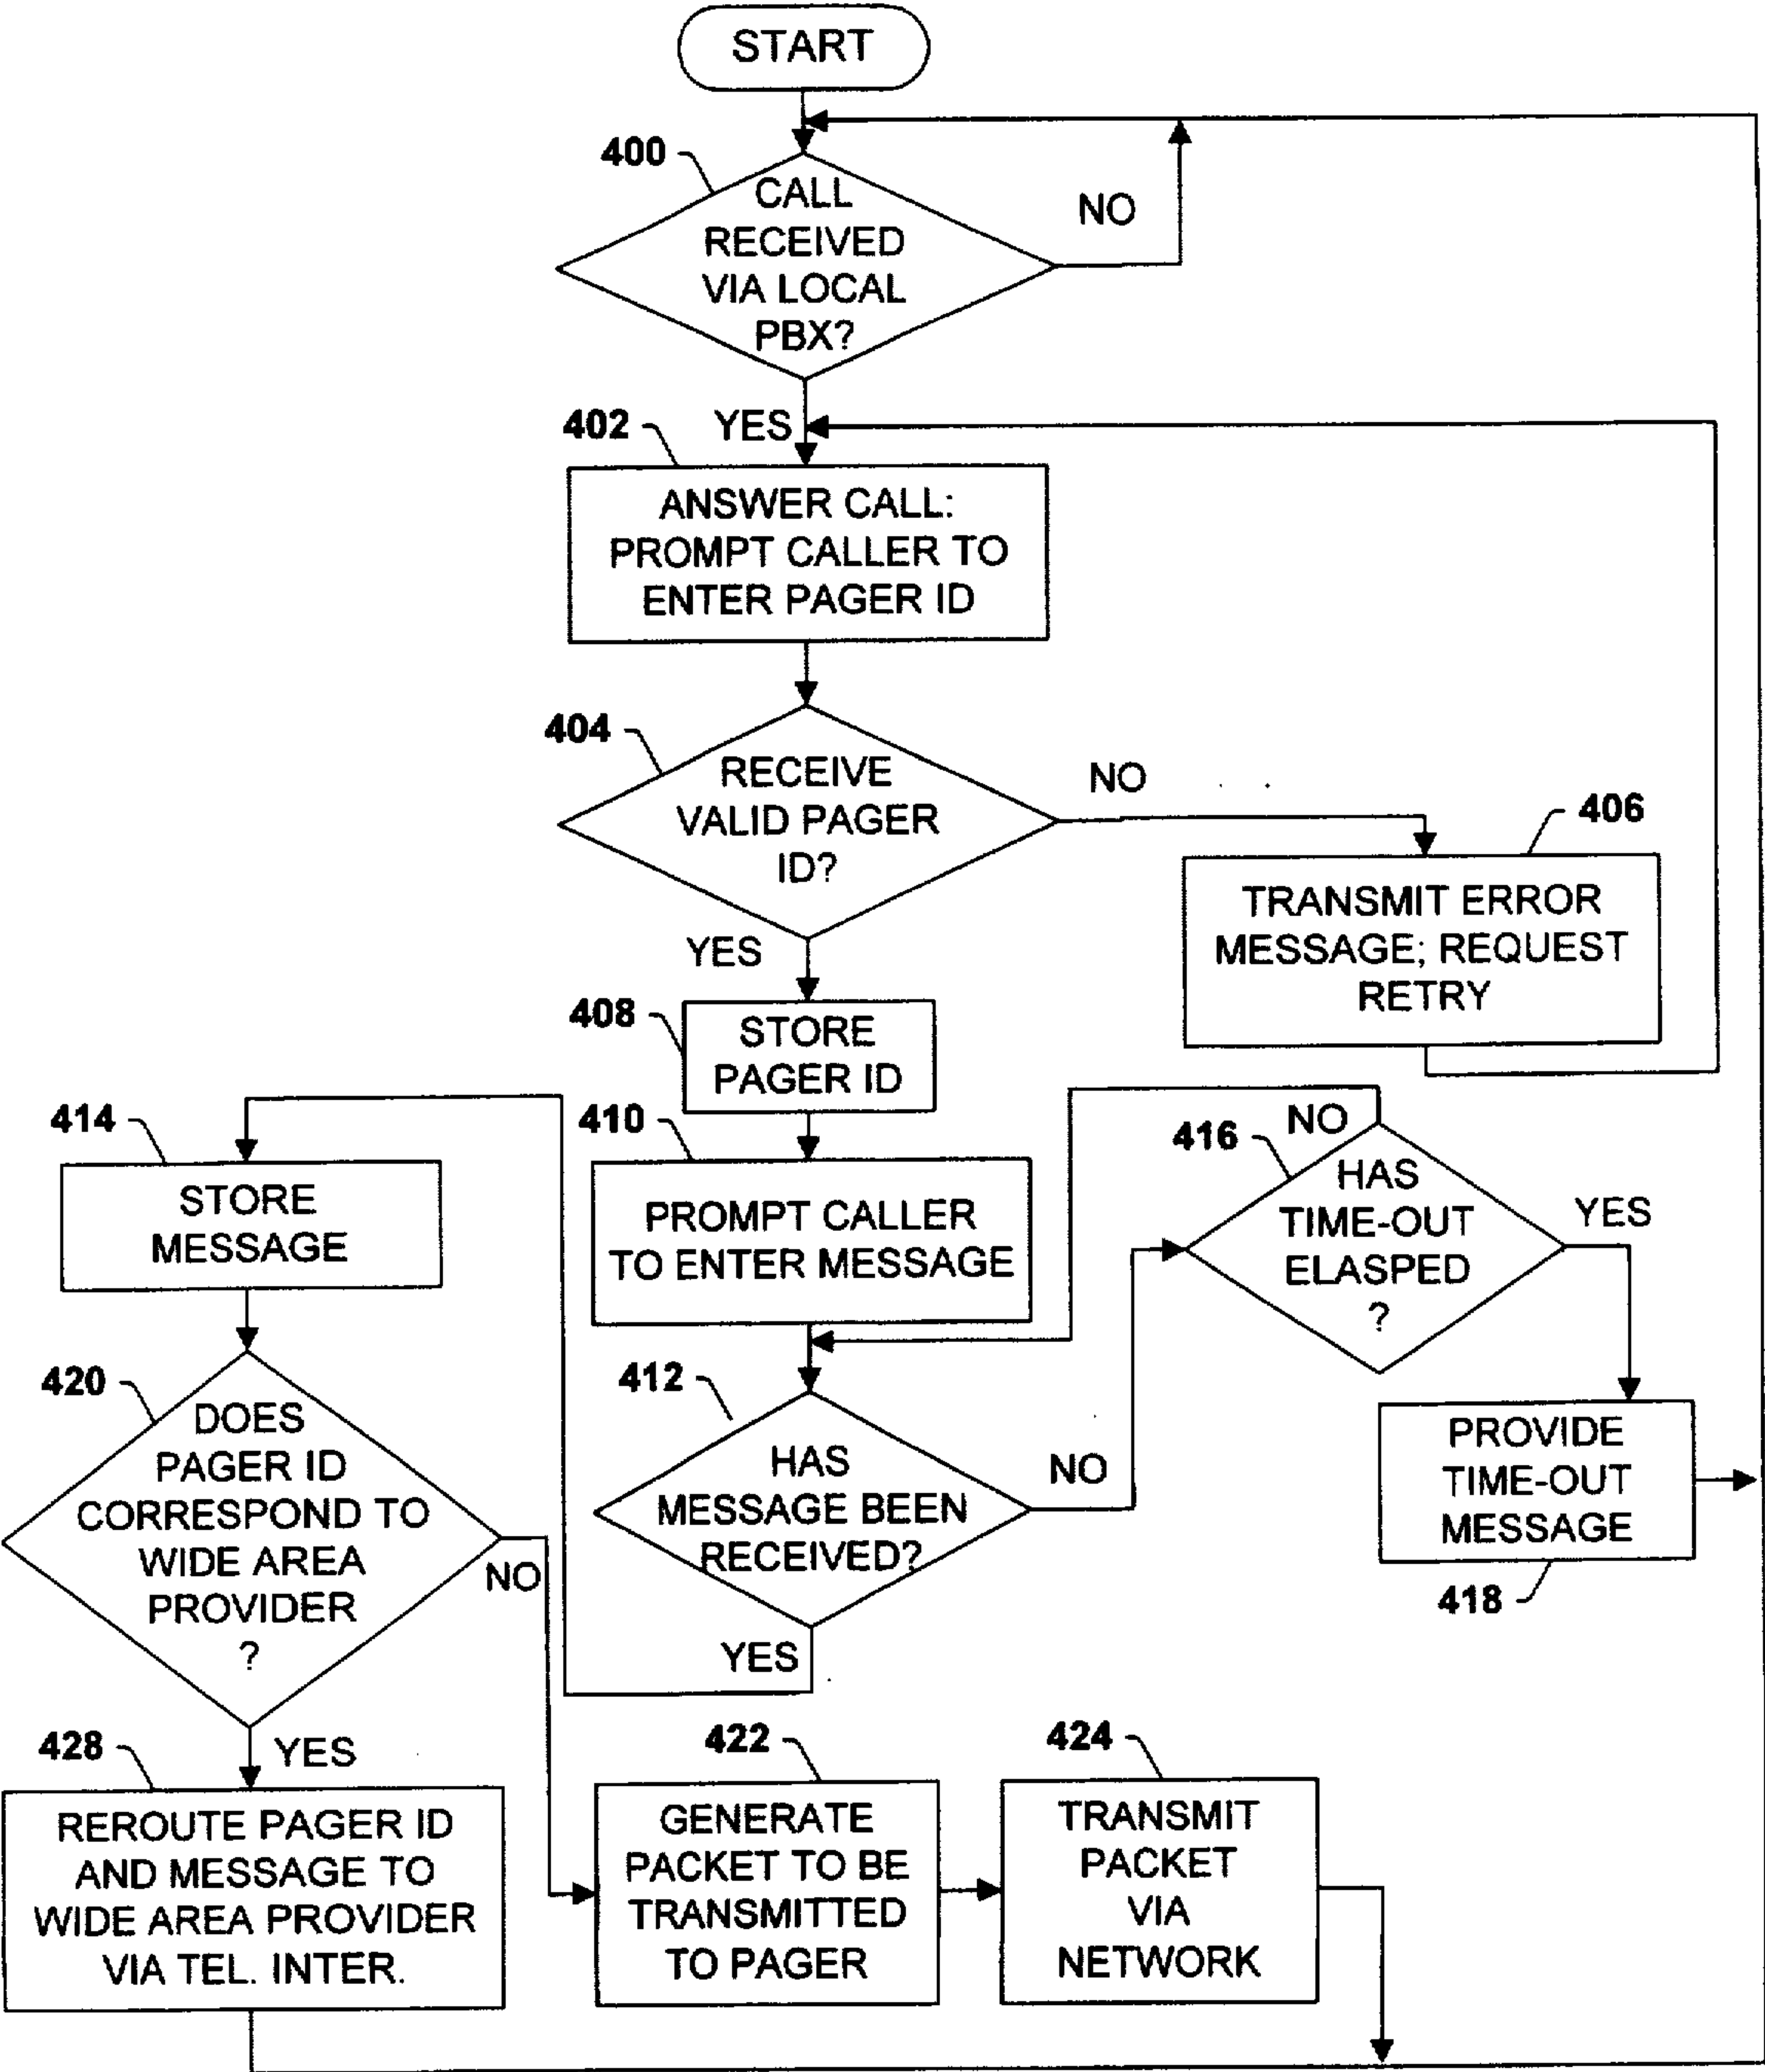 START
400
CALL
RECEIVED
VIA LOCAL
PBX?
NO
YES
402
ANSWER CALL:
PROMPT CALLER TO
ENTER PAGER ID
404
RECEIVE
VALID PAGER
ID?
NO
YES
406
TRANSMIT ERROR
MESSAGE; REQUEST
RETRY
408
STORE
PAGER ID
410
PROMPT CALLER
TO ENTER MESSAGE
412
HAS
MESSAGE BEEN
RECEIVED?
NO
YES
416
NO
HAS
TIME-OUT
ELASPED
?
YES
PROVIDE
TIME-OUT
MESSAGE
418
414
STORE
MESSAGE
420
DOES
PAGER ID
CORRESPOND TO
WIDE AREA
PROVIDER
?
NO
YES
428
REROUTE PAGER ID
AND MESSAGE TO
WIDE AREA PROVIDER
VIA TEL. INTER.
422
GENERATE
PACKET TO BE
TRANSMITTED
TO PAGER
424
TRANSMIT
PACKET
VIA
NETWORK